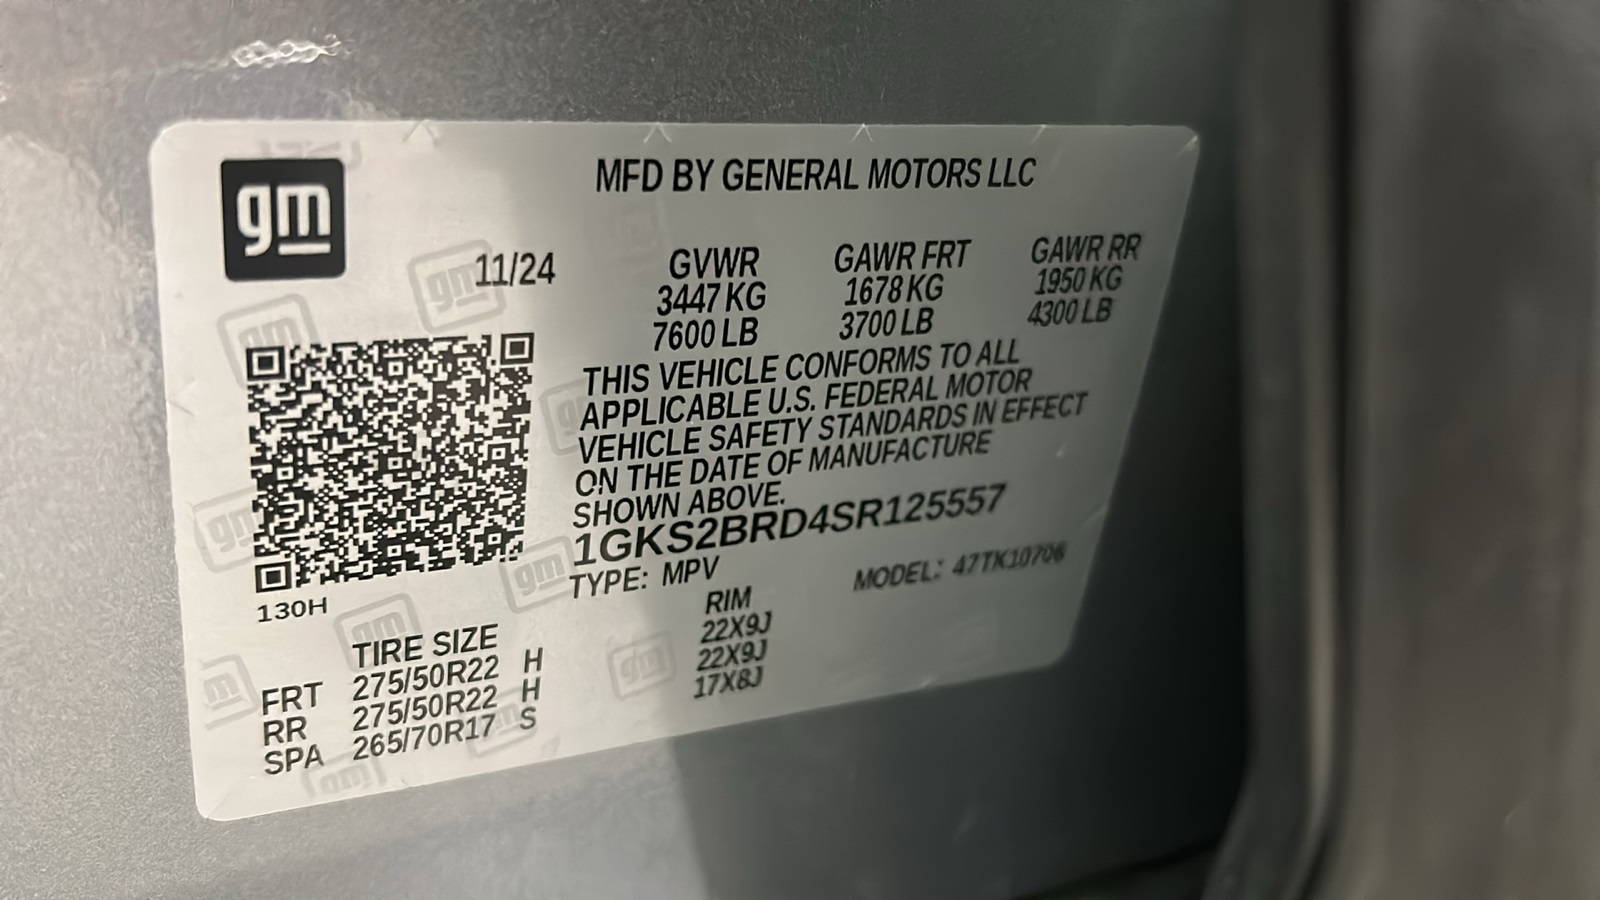 gm
MFD BY GENERAL MOTORS LLC
11/24
GVWR GAWR FRT GAWR RR
3447 KG 1678 KG 1950 KG
7600 LB 3700 LB 4300 LB
THIS VEHICLE CONFORMS TO ALL
APPLICABLE U.S. FEDERAL MOTOR
VEHICLE SAFETY STANDARDS IN EFFECT
ON THE DATE OF MANUFACTURE
SHOWN ABOVE.
1GKS2BRD4SR125557
TYPE: MPV MODEL: 47TK10706
130H
TIRE SIZE RIM
FRT 275/50R22 H 22X9J
RR 275/50R22 H 22X9J
SPA 265/70R17 S 17X8J